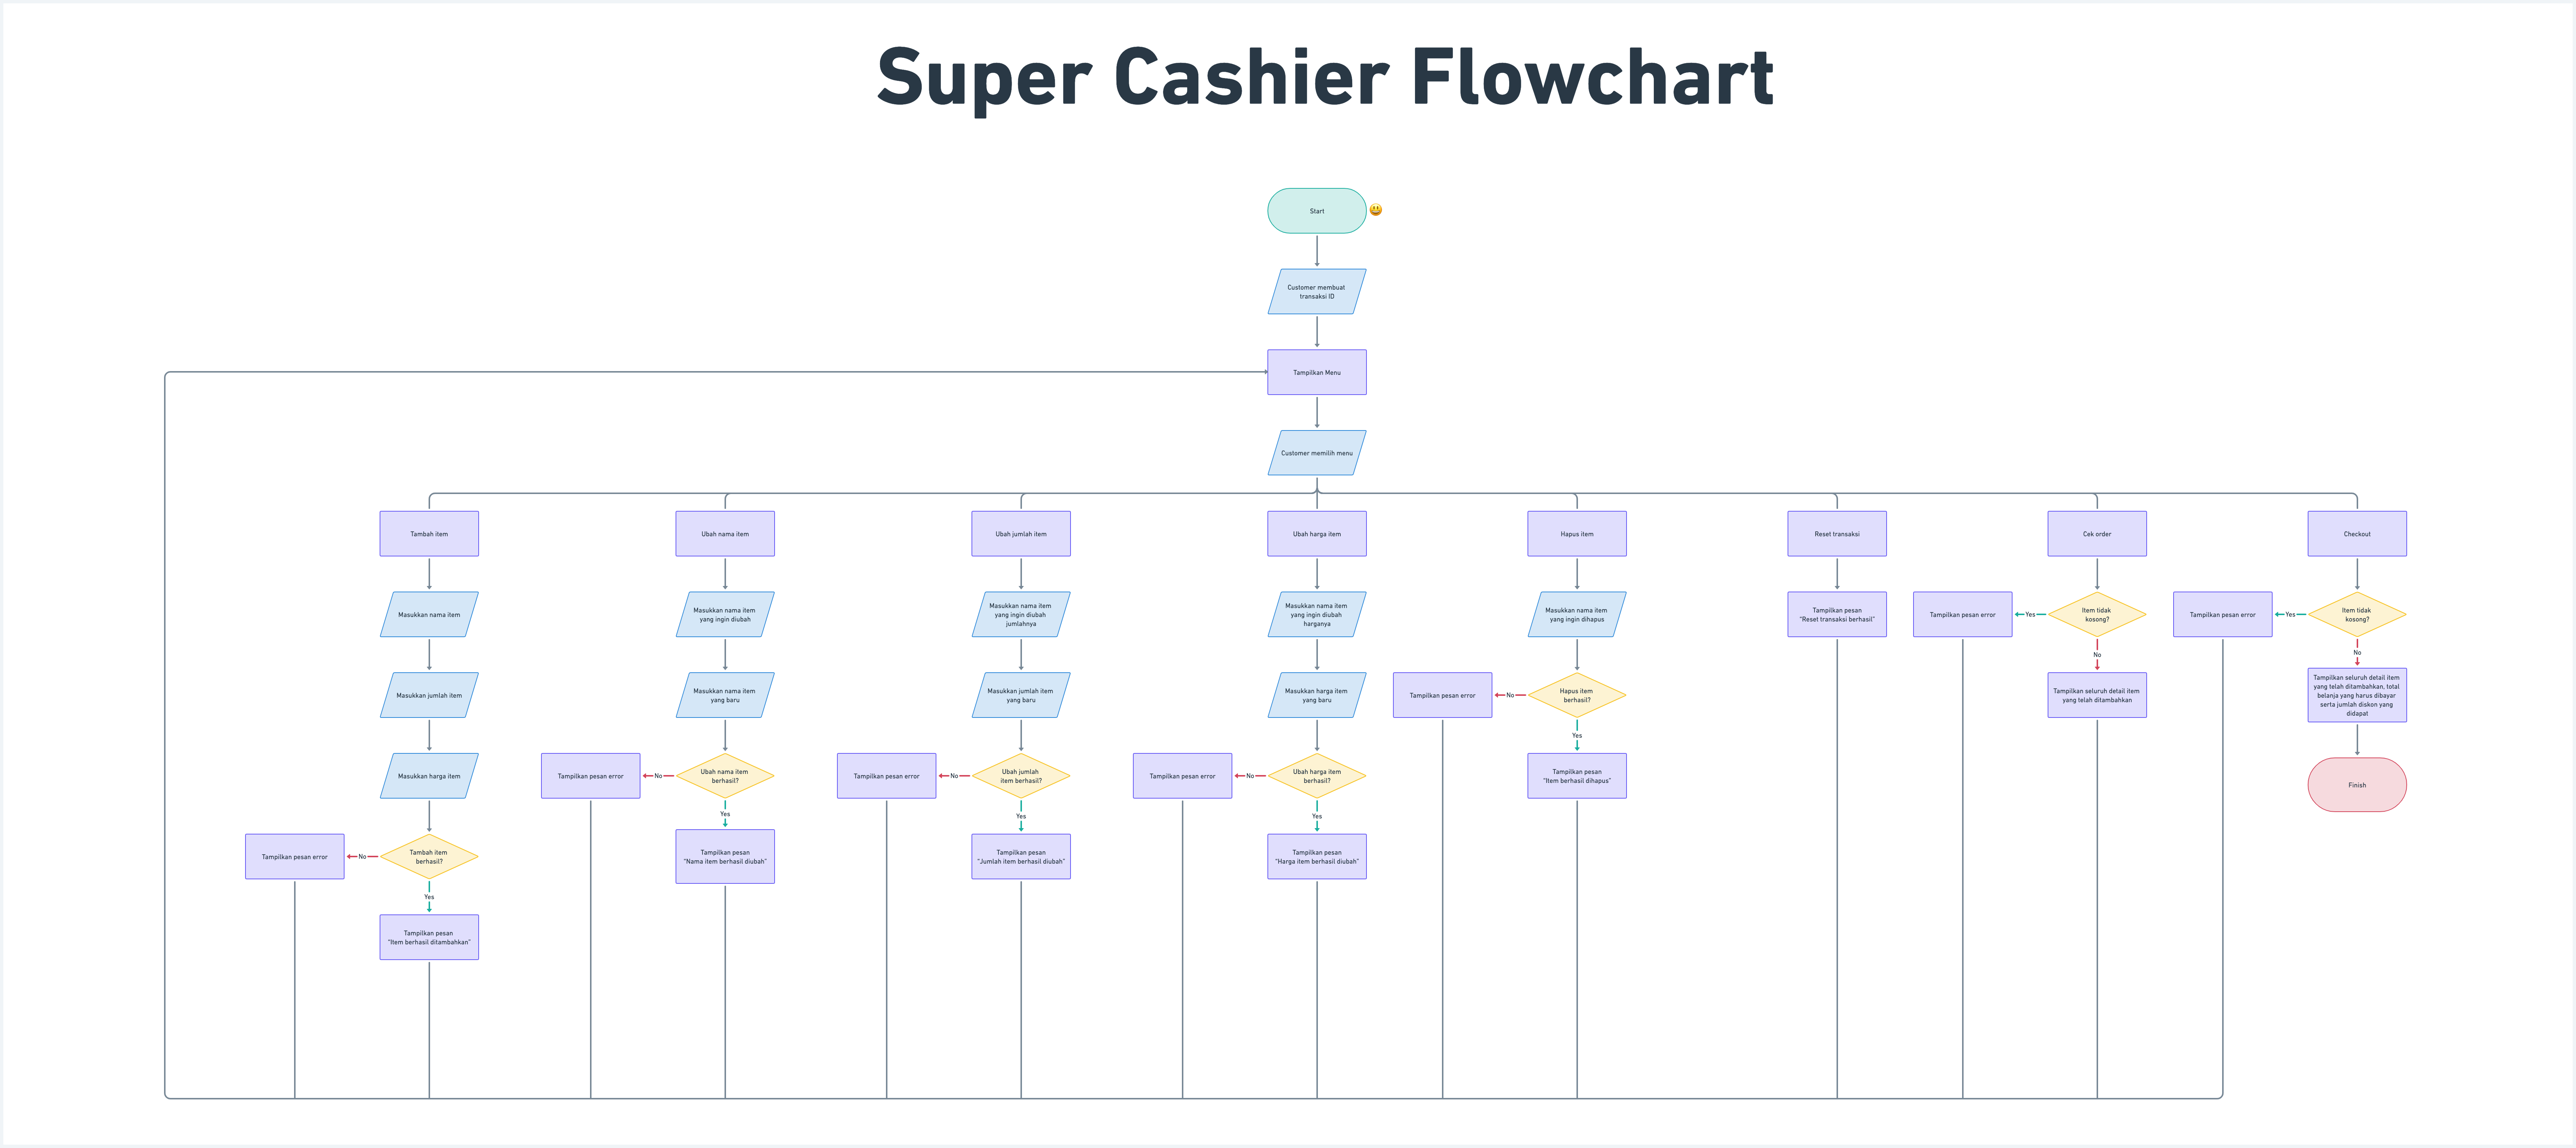 Super Cashier Flowchart
Start
Customer membuat
transaksi ID
Tampilkan Menu
Customer memilih menu
Tambah item
Masukkan nama item
Masukkan jumlah item
Masukkan harga item
Tambah item
berhasil?
No
Tampilkan pesan error
Yes
Tampilkan pesan
"Item berhasil ditambahkan"
Ubah nama item
Masukkan nama item
yang ingin diubah
Masukkan nama item
yang baru
Ubah nama item
berhasil?
No
Tampilkan pesan error
Yes
Tampilkan pesan
"Nama item berhasil diubah"
Ubah jumlah item
Masukkan nama item
yang ingin diubah
jumlahnya
Masukkan jumlah item
yang baru
Ubah jumlah
item berhasil?
No
Tampilkan pesan error
Yes
Tampilkan pesan
"Jumlah item berhasil diubah"
Ubah harga item
Masukkan nama item
yang ingin diubah
harganya
Masukkan harga item
yang baru
Ubah harga item
berhasil?
No
Tampilkan pesan error
Yes
Tampilkan pesan
"Harga item berhasil diubah"
Hapus item
Masukkan nama item
yang ingin dihapus
Hapus item
berhasil?
No
Tampilkan pesan error
Yes
Tampilkan pesan
"Item berhasil dihapus"
Reset transaksi
Tampilkan pesan
"Reset transaksi berhasil"
Cek order
Item tidak
kosong?
Yes
Tampilkan pesan error
No
Tampilkan seluruh detail item
yang telah ditambahkan
Checkout
Item tidak
kosong?
Yes
Tampilkan pesan error
No
Tampilkan seluruh detail item
yang telah ditambahkan, total
belanja yang harus dibayar
serta jumlah diskon yang
didapat
Finish